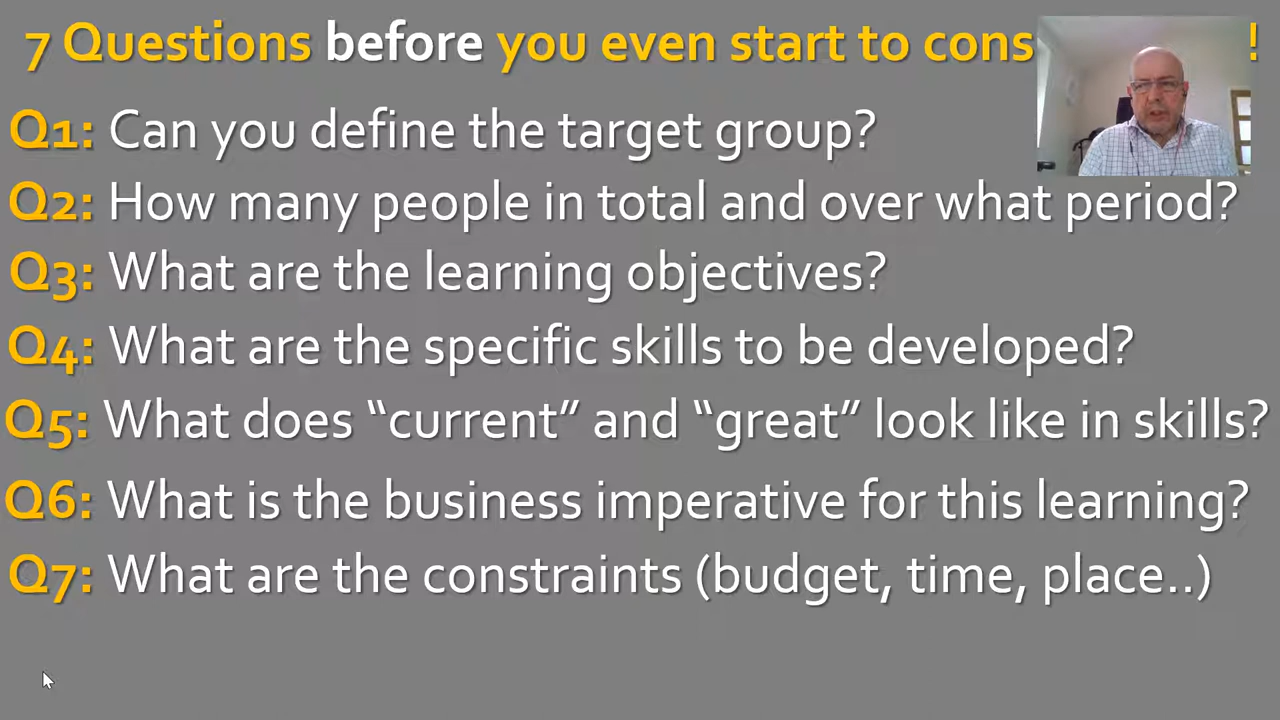 7 Questions before you even start to !
Q1: Can you define the target group?
Q2: How many people in total and over what period?
Q3: What are the learning objectives?
Q4: What are the specific skills to be developed?
Q5: What does “current” and “great” look like in skills?
Q6: What is the business imperative for this learning?
Q7: What are the constraints (budget, time, place..)